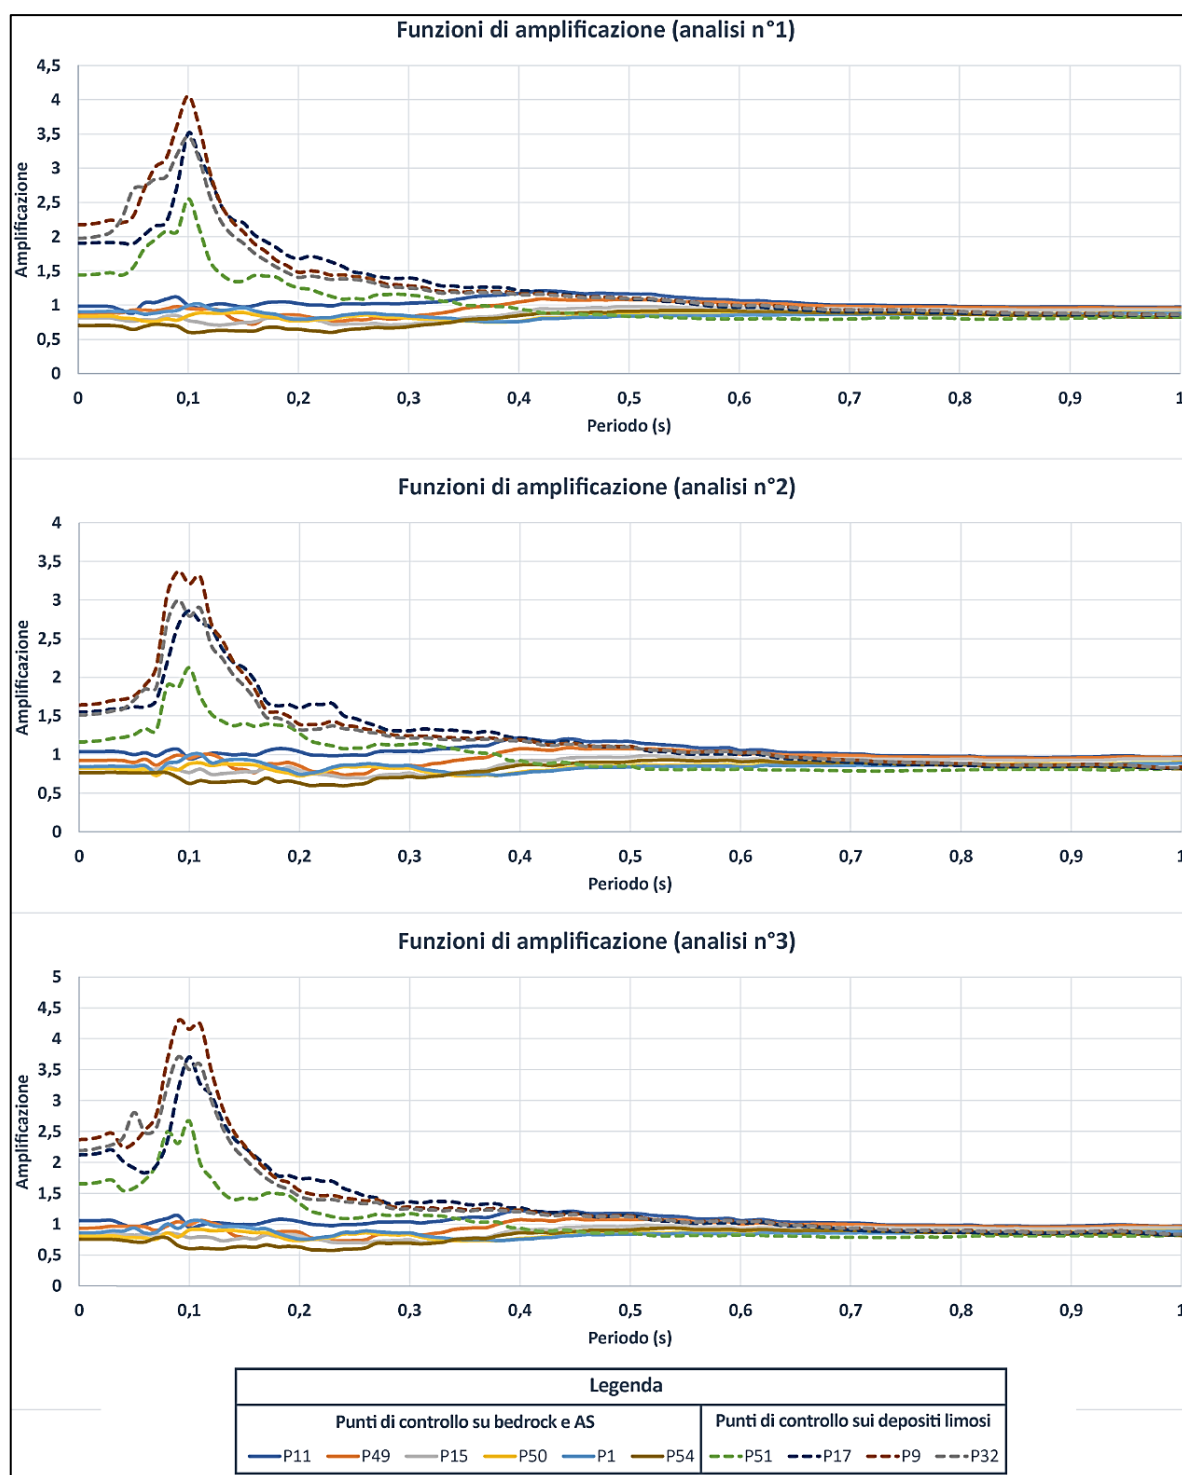 Funzioni di amplificazione (analisi n°1)
4,5
4
3,5
3
2,5
2
1,5
1
0,5
0
Amplificazione
0 0,1 0,2 0,3 0,4 0,5 0,6 0,7 0,8 0,9 1
Periodo (s)
Funzioni di amplificazione (analisi n°2)
4
3,5
3
2,5
2
1,5
1
0,5
0
Amplificazione
0 0,1 0,2 0,3 0,4 0,5 0,6 0,7 0,8 0,9 1
Periodo (s)
Funzioni di amplificazione (analisi n°3)
5
4,5
4
3,5
3
2,5
2
1,5
1
0,5
0
Amplificazione
0 0,1 0,2 0,3 0,4 0,5 0,6 0,7 0,8 0,9 1
Periodo (s)
Legenda
Punti di controllo su bedrock e AS Punti di controllo sui depositi limosi
P11 P49 P15 P50 P1 P54 P51 P17 P9 P32